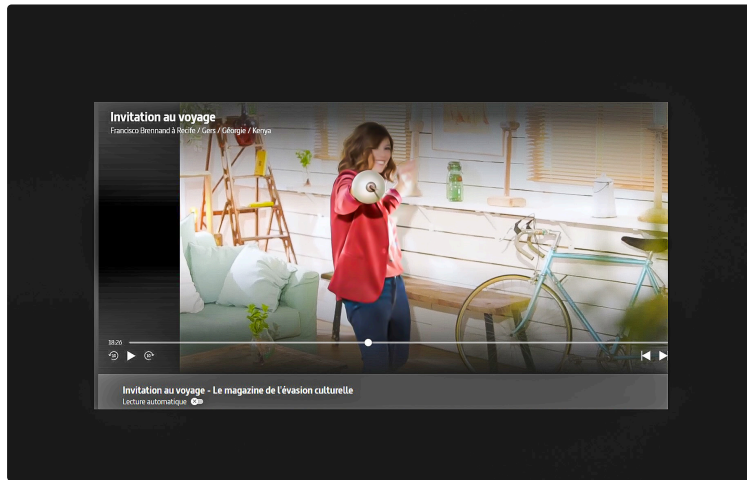 Invitation au voyage
Francisco Brennand à Recife / Gers / Géorgie / Kenya
18:26
Invitation au voyage - Le magazine de l'évasion culturelle
Lecture automatique